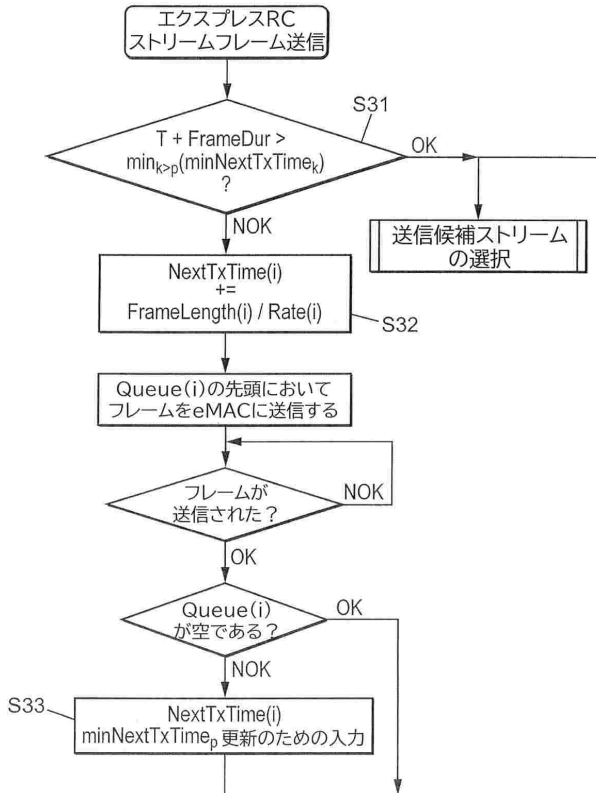 エクスプレスRC
ストリームフレーム送信
S31
T + FrameDur >
min_{k>p}(minNextTxTime_k)
?
OK
NOK
送信候補ストリーム
の選択
NextTxTime(i)
+=
FrameLength(i) / Rate(i)
S32
Queue(i)の先頭において
フレームをeMACに送信する
フレームが
送信された？
NOK
OK
Queue(i)
が空である？
OK
NOK
S33
NextTxTime(i)
minNextTxTime_p 更新のための入力